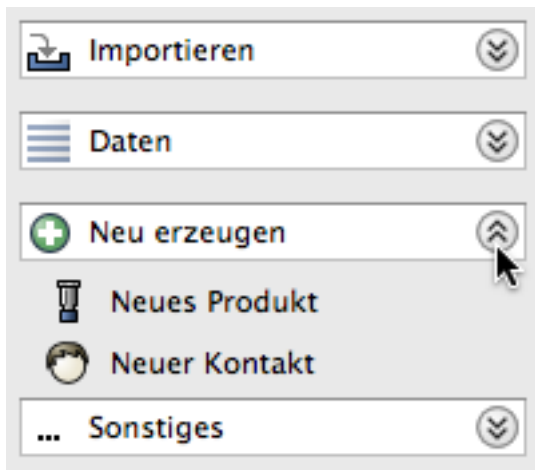 Importieren
Daten
Neu erzeugen
Neues Produkt
Neuer Kontakt
... Sonstiges